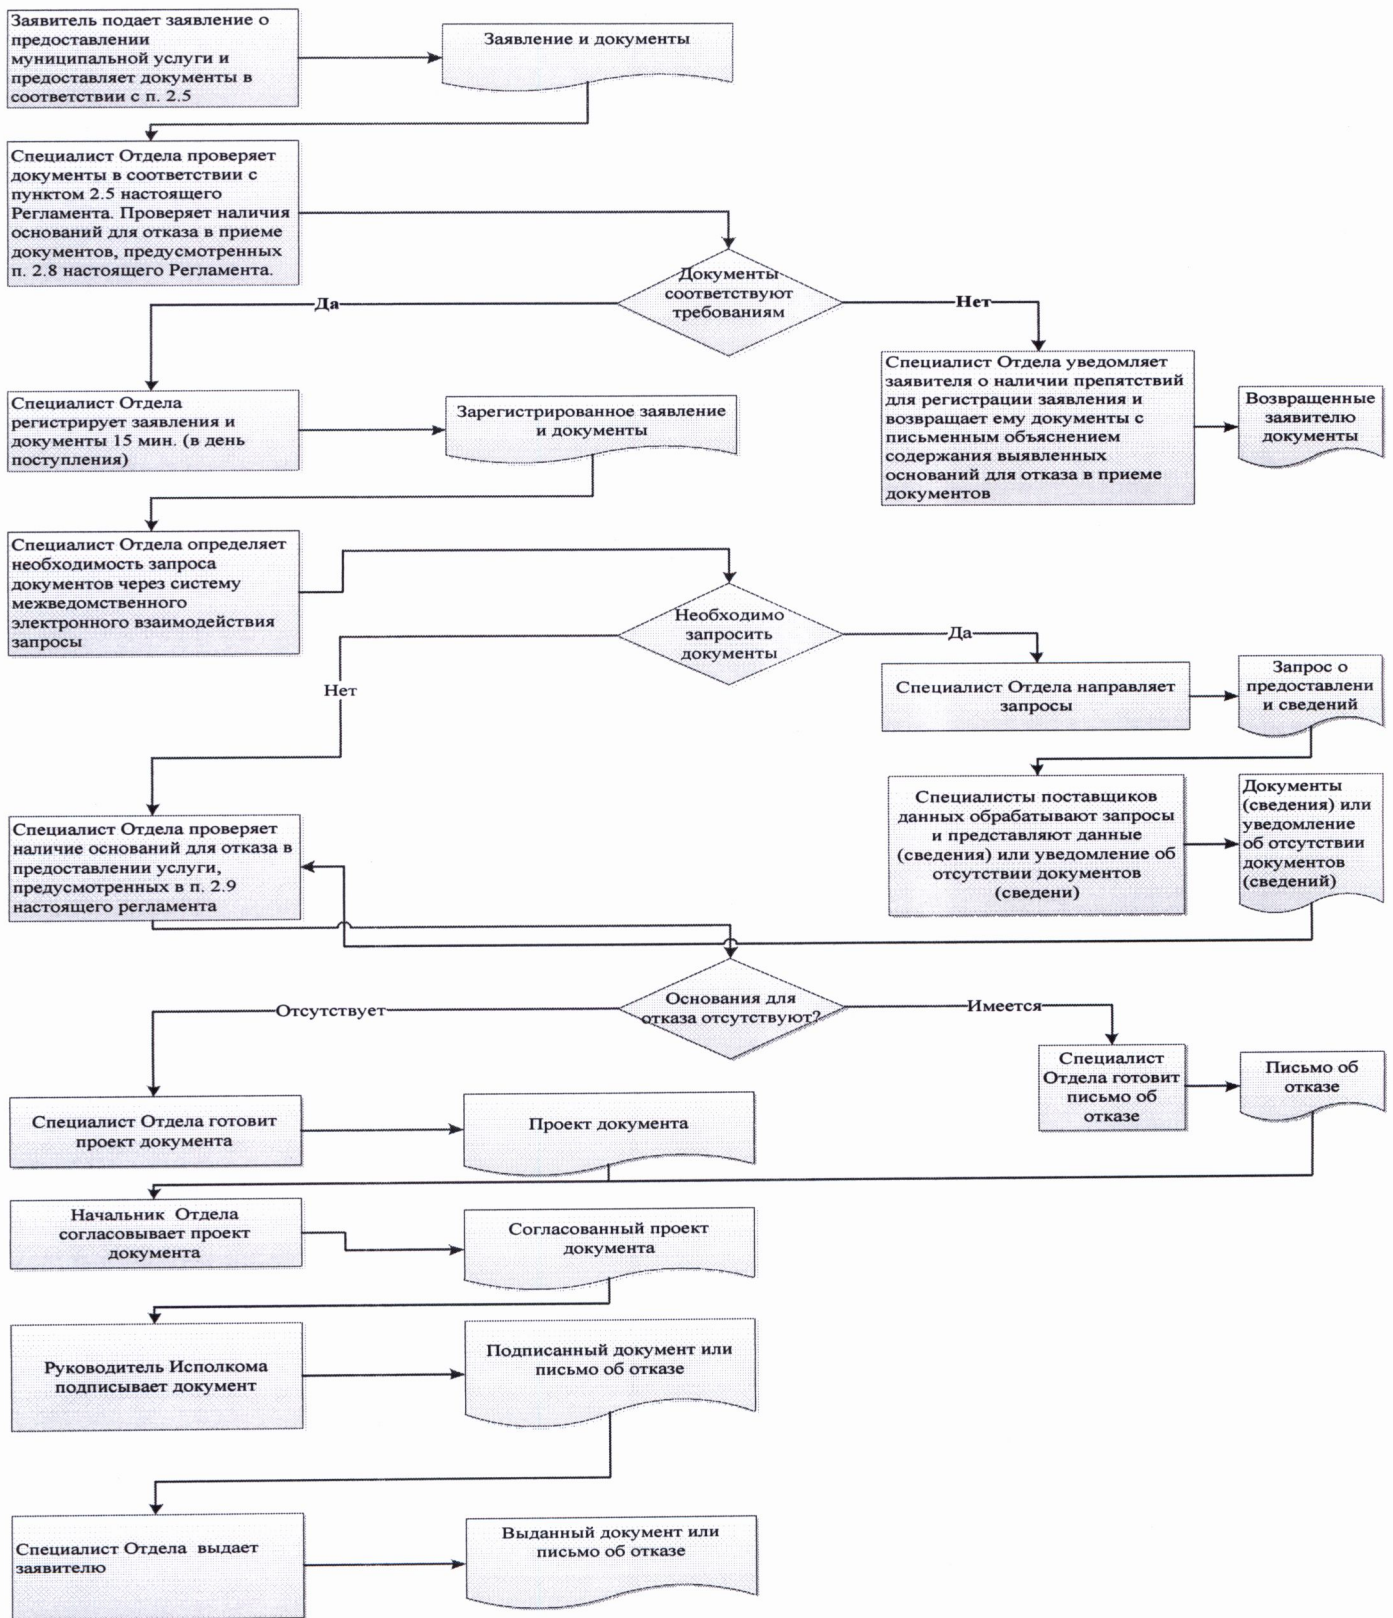 Заявитель подает заявление о
предоставлении
муниципальной услуги и
предоставляет документы в
соответствии с п. 2.5
Заявление и документы
Специалист Отдела проверяет
документы в соответствии с
пунктом 2.5 настоящего
Регламента. Проверяет наличия
оснований для отказа в приеме
документов, предусмотренных
п. 2.8 настоящего Регламента.
Документы
соответствуют
требованиям
Да
Нет
Специалист Отдела
регистрирует заявления и
документы 15 мин. (в день
поступления)
Зарегистрированное заявление
и документы
Специалист Отдела уведомляет
заявителя о наличии препятствий
для регистрации заявления и
возвращает ему документы с
письменным объяснением
содержания выявленных
оснований для отказа в приеме
документов
Возвращенные
заявителю
документы
Специалист Отдела определяет
необходимость запроса
документов через систему
межведомственного
электронного взаимодействия
запросы
Необходимо
запросить
документы
Да
Нет
Специалист Отдела направляет
запросы
Запрос о
предоставлени
и сведений
Специалисты поставщиков
данных обрабатывают запросы
и представляют данные
(сведения) или уведомление об
отсутствии документов
(сведени)
Документы
(сведения) или
уведомление
об отсутствии
документов
(сведений)
Специалист Отдела проверяет
наличие оснований для отказа в
предоставлении услуги,
предусмотренных в п. 2.9
настоящего регламента
Основания для
отказа отсутствуют?
Отсутствует
Имеется
Специалист
Отдела готовит
письмо об
отказе
Письмо об
отказе
Специалист Отдела готовит
проект документа
Проект документа
Начальник Отдела
согласовывает проект
документа
Согласованный проект
документа
Руководитель Исполкома
подписывает документ
Подписанный документ или
письмо об отказе
Специалист Отдела выдает
заявителю
Выданный документ или
письмо об отказе